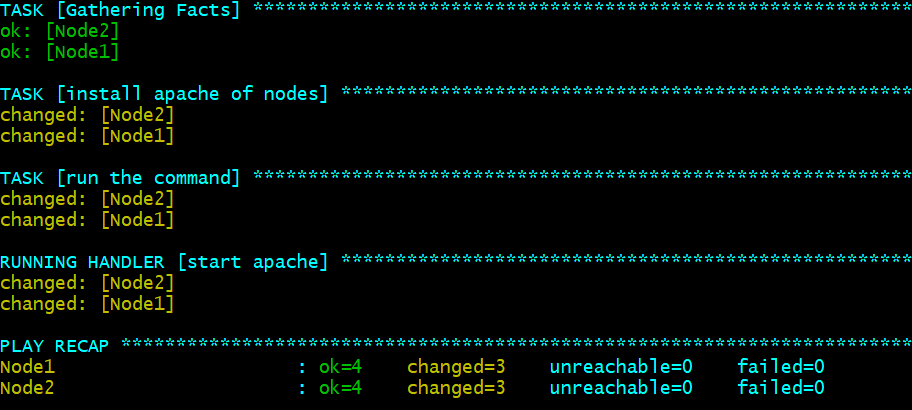 TASK [Gathering Facts] ************************************************************
ok: [Node2]
ok: [Node1]
TASK [install apache of nodes] ****************************************************
changed: [Node2]
changed: [Node1]
TASK [run the command] ************************************************************
changed: [Node2]
changed: [Node1]
RUNNING HANDLER [start apache] ****************************************************
changed: [Node2]
changed: [Node1]
PLAY RECAP ************************************************************************
Node1 : ok=4 changed=3 unreachable=0 failed=0
Node2 : ok=4 changed=3 unreachable=0 failed=0